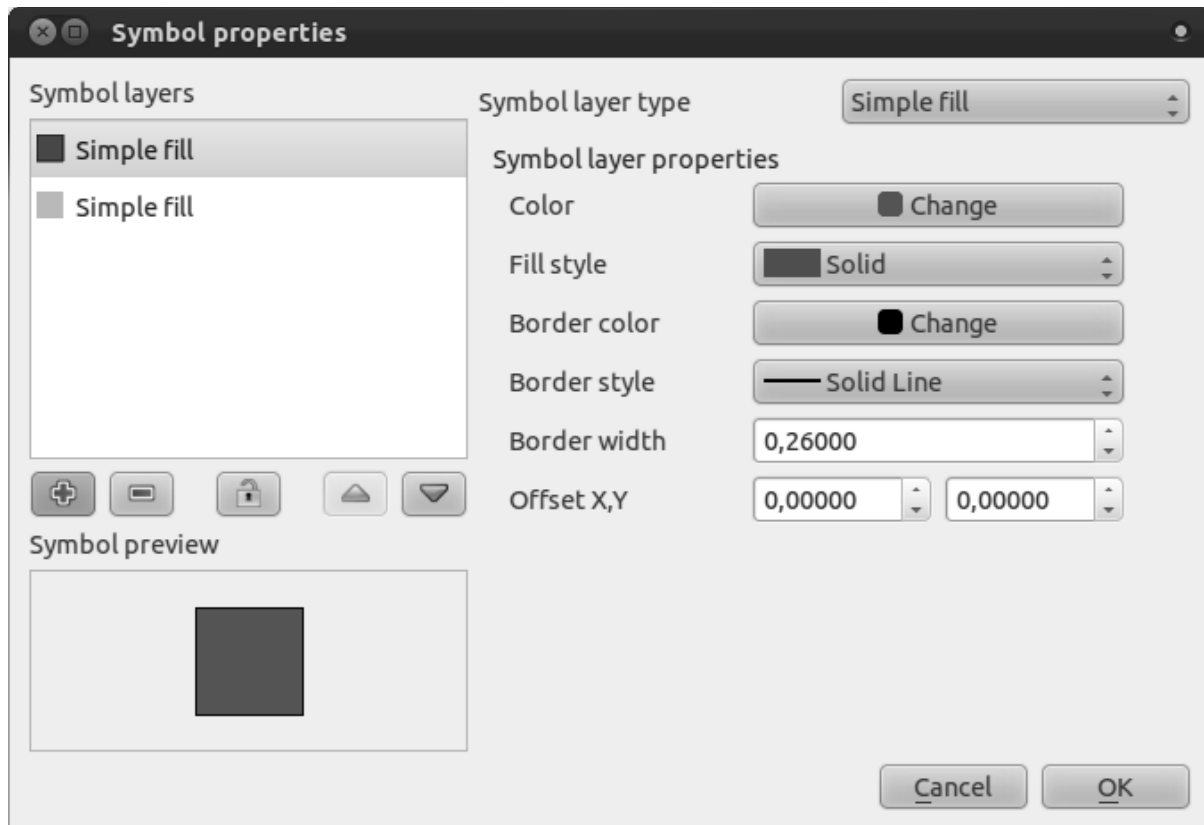 Symbol properties
Symbol layers
Simple fill
Simple fill
Symbol preview
Symbol layer type
Simple fill
Symbol layer properties
Color
Change
Fill style
Solid
Border color
Change
Border style
Solid Line
Border width
0,26000
Offset X,Y
0,00000
0,00000
Cancel
OK